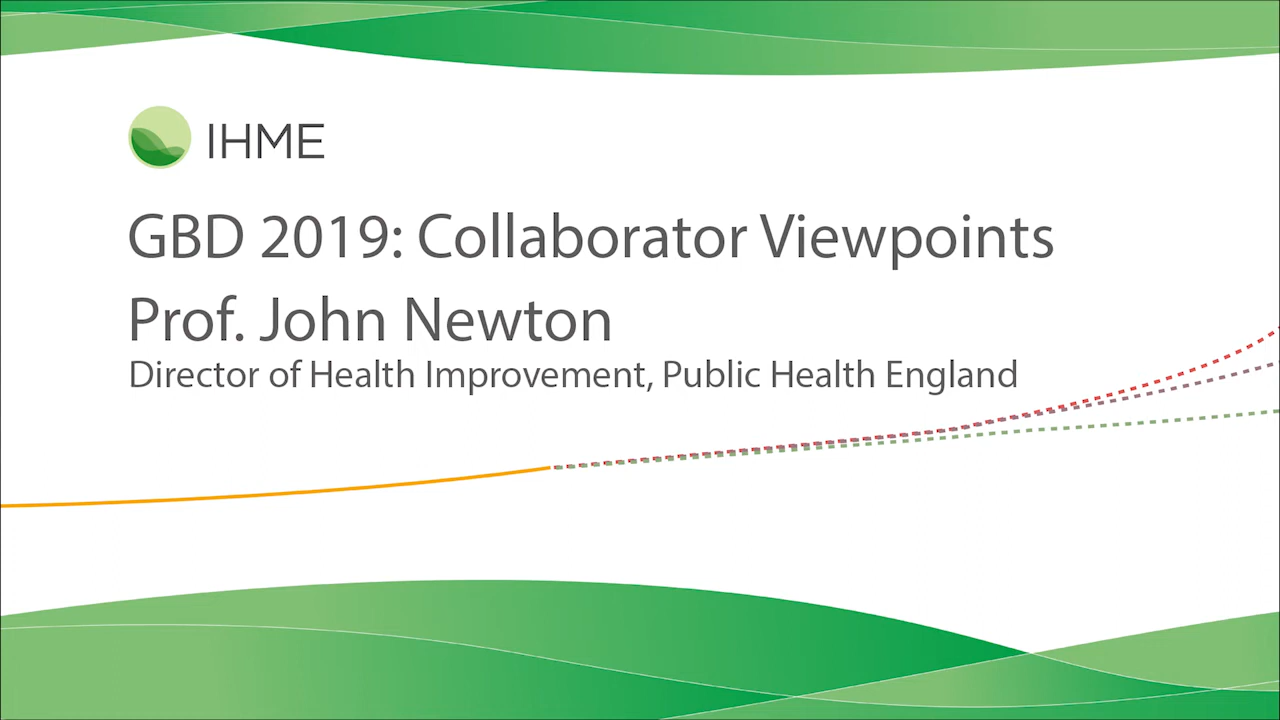 IHME
GBD 2019: Collaborator Viewpoints
Prof. John Newton
Director of Health Improvement, Public Health England